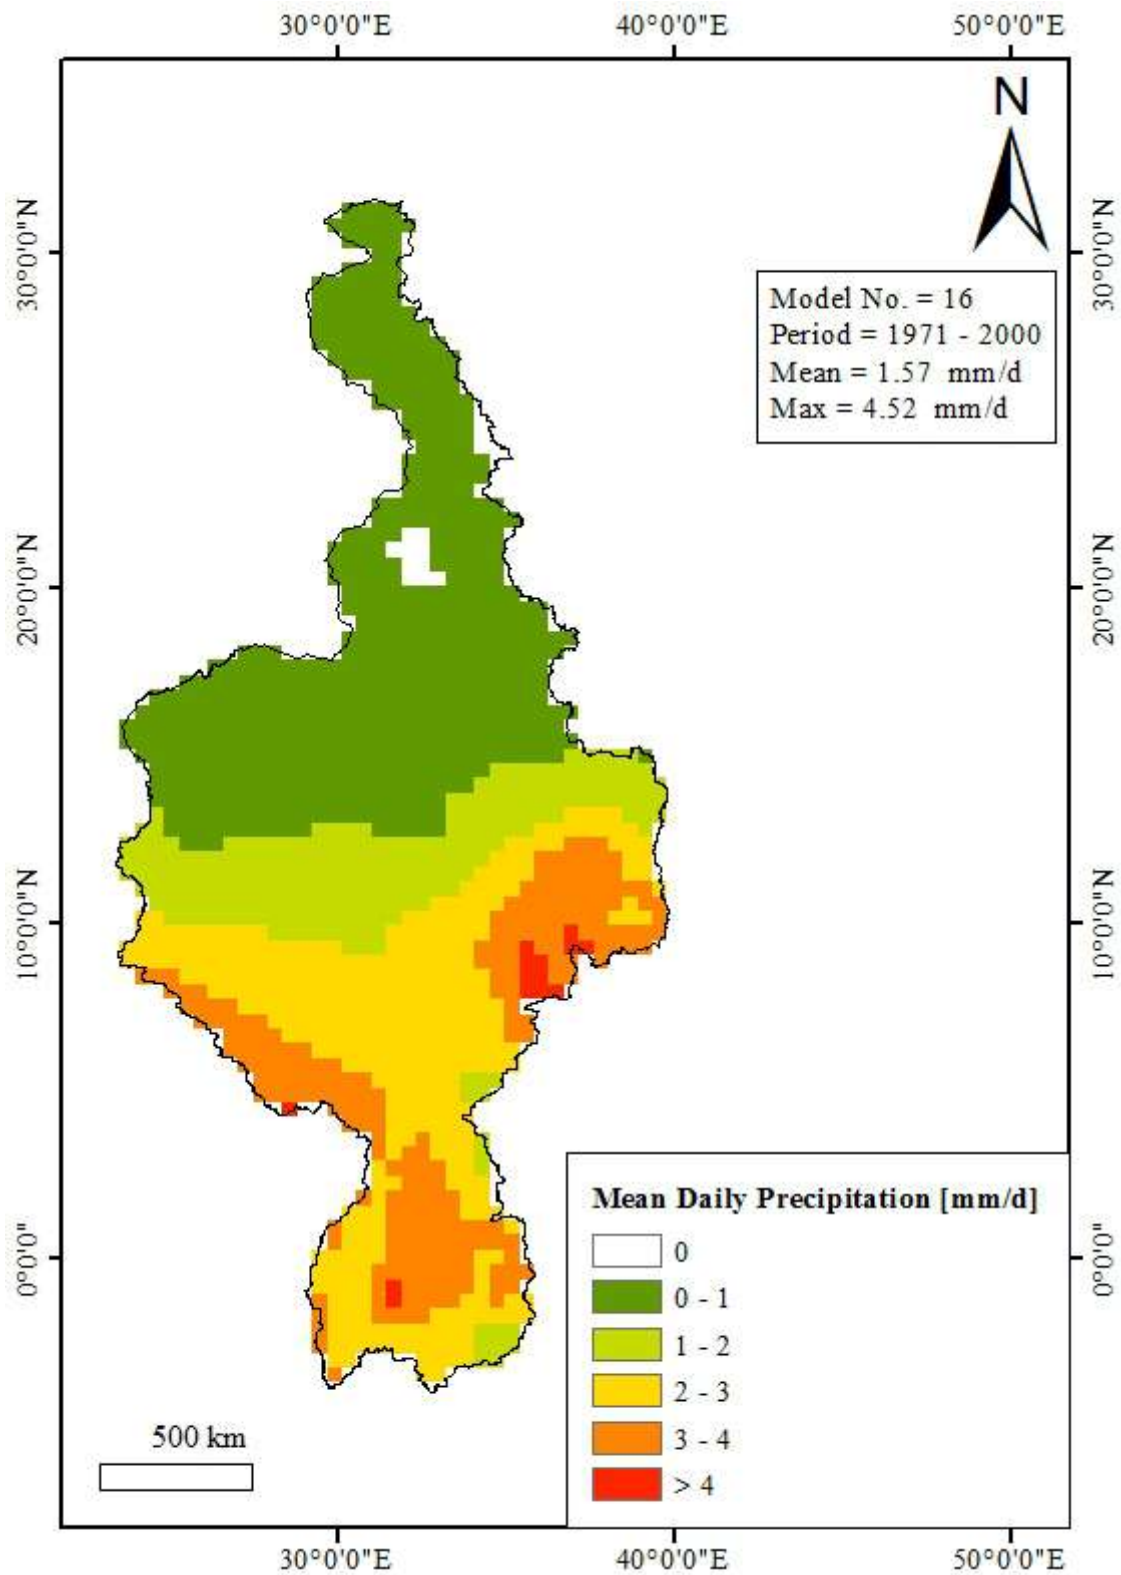 30°0'0"E 40°0'0"E 50°0'0"E
N
30°0'0"N 30°0'0"N
Model No. = 16
Period = 1971 - 2000
Mean = 1.57 mm/d
Max = 4.52 mm/d
20°0'0"N 20°0'0"N
10°0'0"N 10°0'0"N
0°0'0" 0°0'0"
Mean Daily Precipitation [mm/d]
0
0 - 1
1 - 2
2 - 3
3 - 4
> 4
500 km
30°0'0"E 40°0'0"E 50°0'0"E